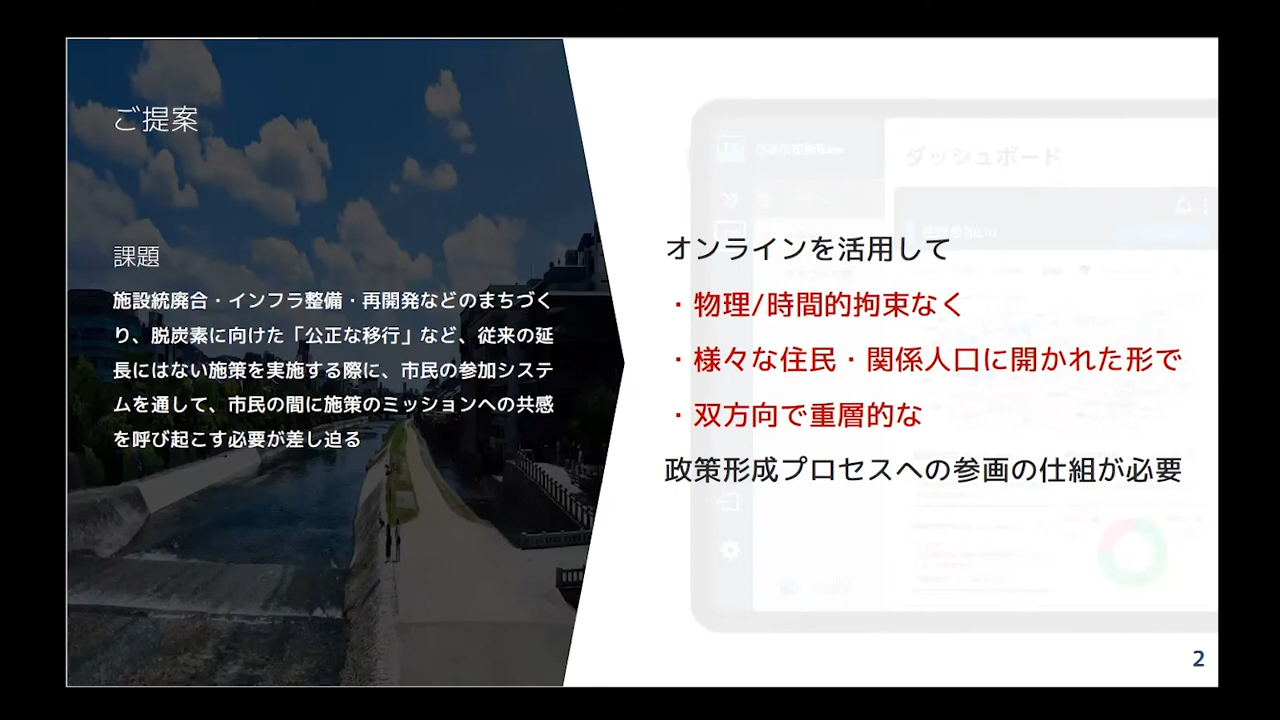 ご提案
課題
施設統廃合・インフラ整備・再開発などのまちづく
り、脱炭素に向けた「公正な移行」など、従来の延
長にはない施策を実施する際に、市民の参加システ
ムを通して、市民の間に施策のミッションへの共感
を呼び起こす必要が差し迫る
ダッシュボード
オンラインを活用して
・物理/時間的拘束なく
・様々な住民・関係人口に開かれた形で
・双方向で重層的な
政策形成プロセスへの参画の仕組が必要
2